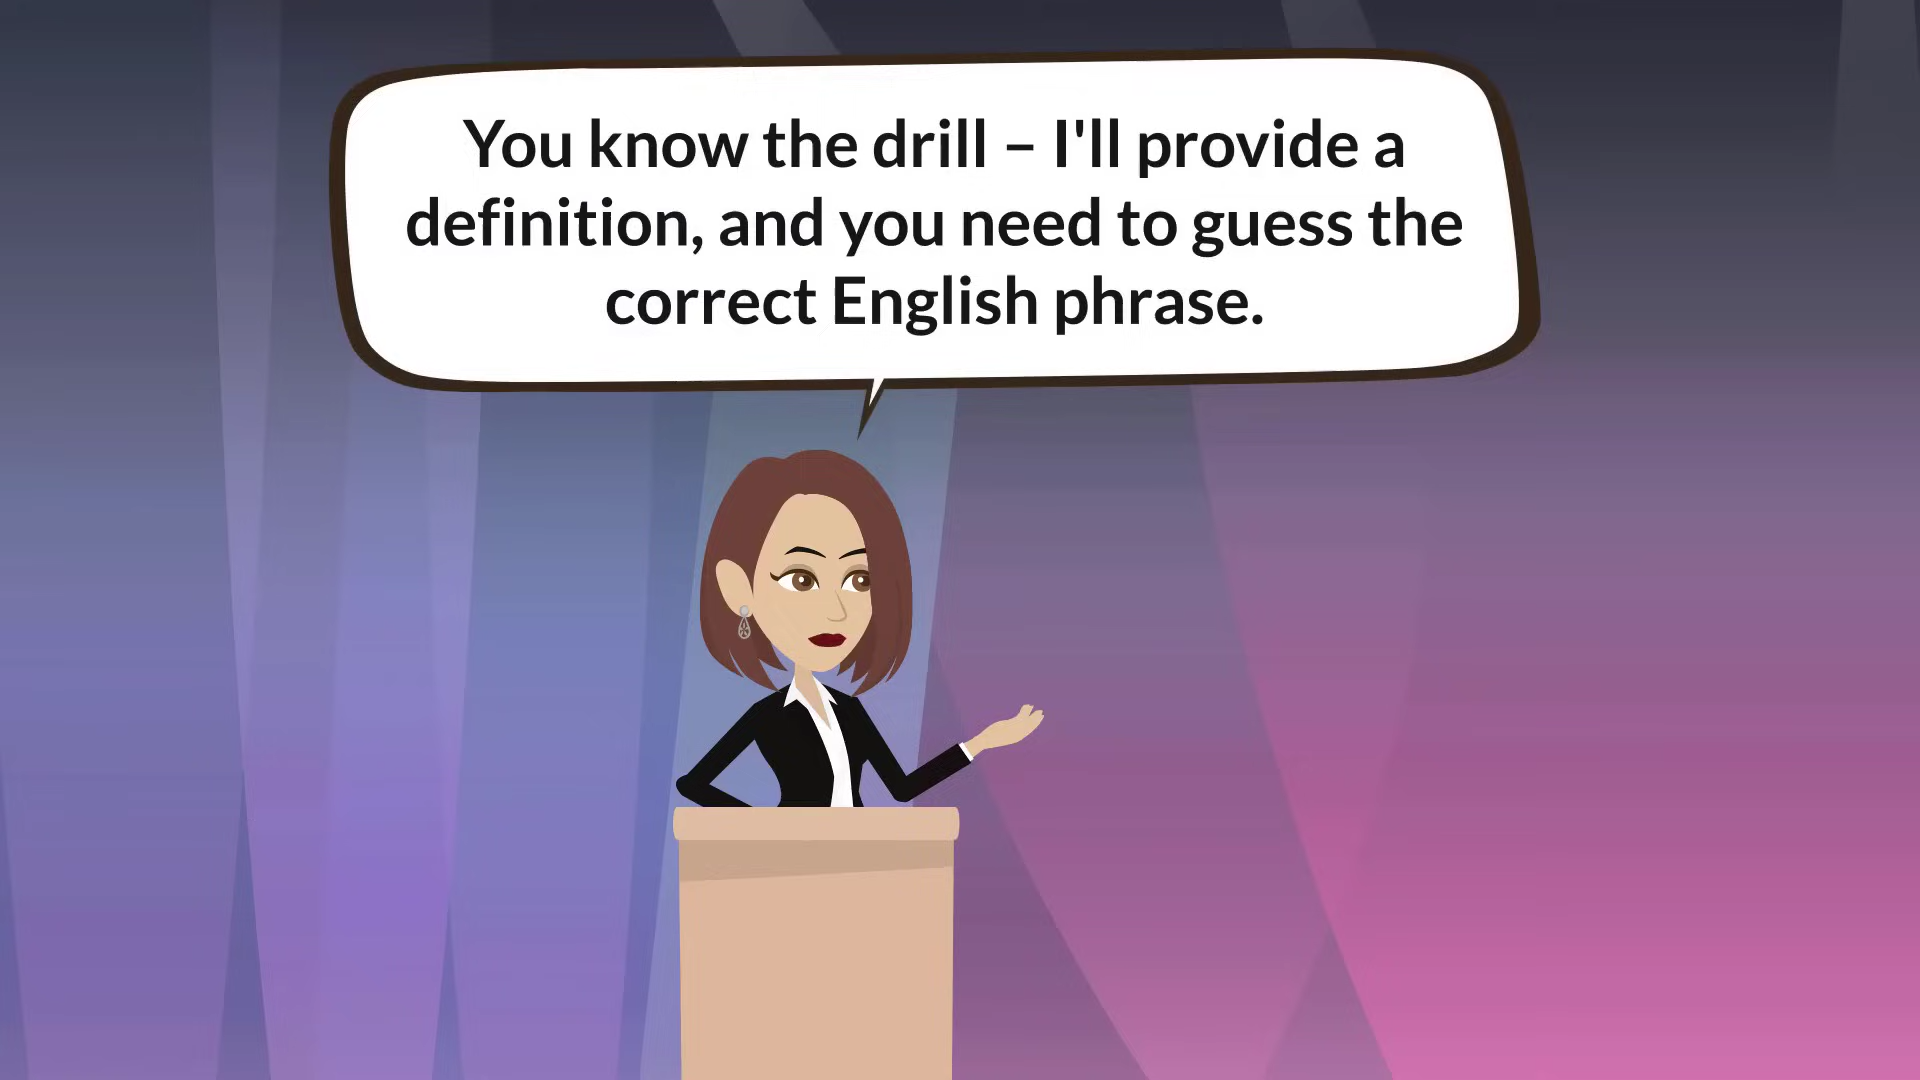 You know the drill – I'll provide a
definition, and you need to guess the
correct English phrase.